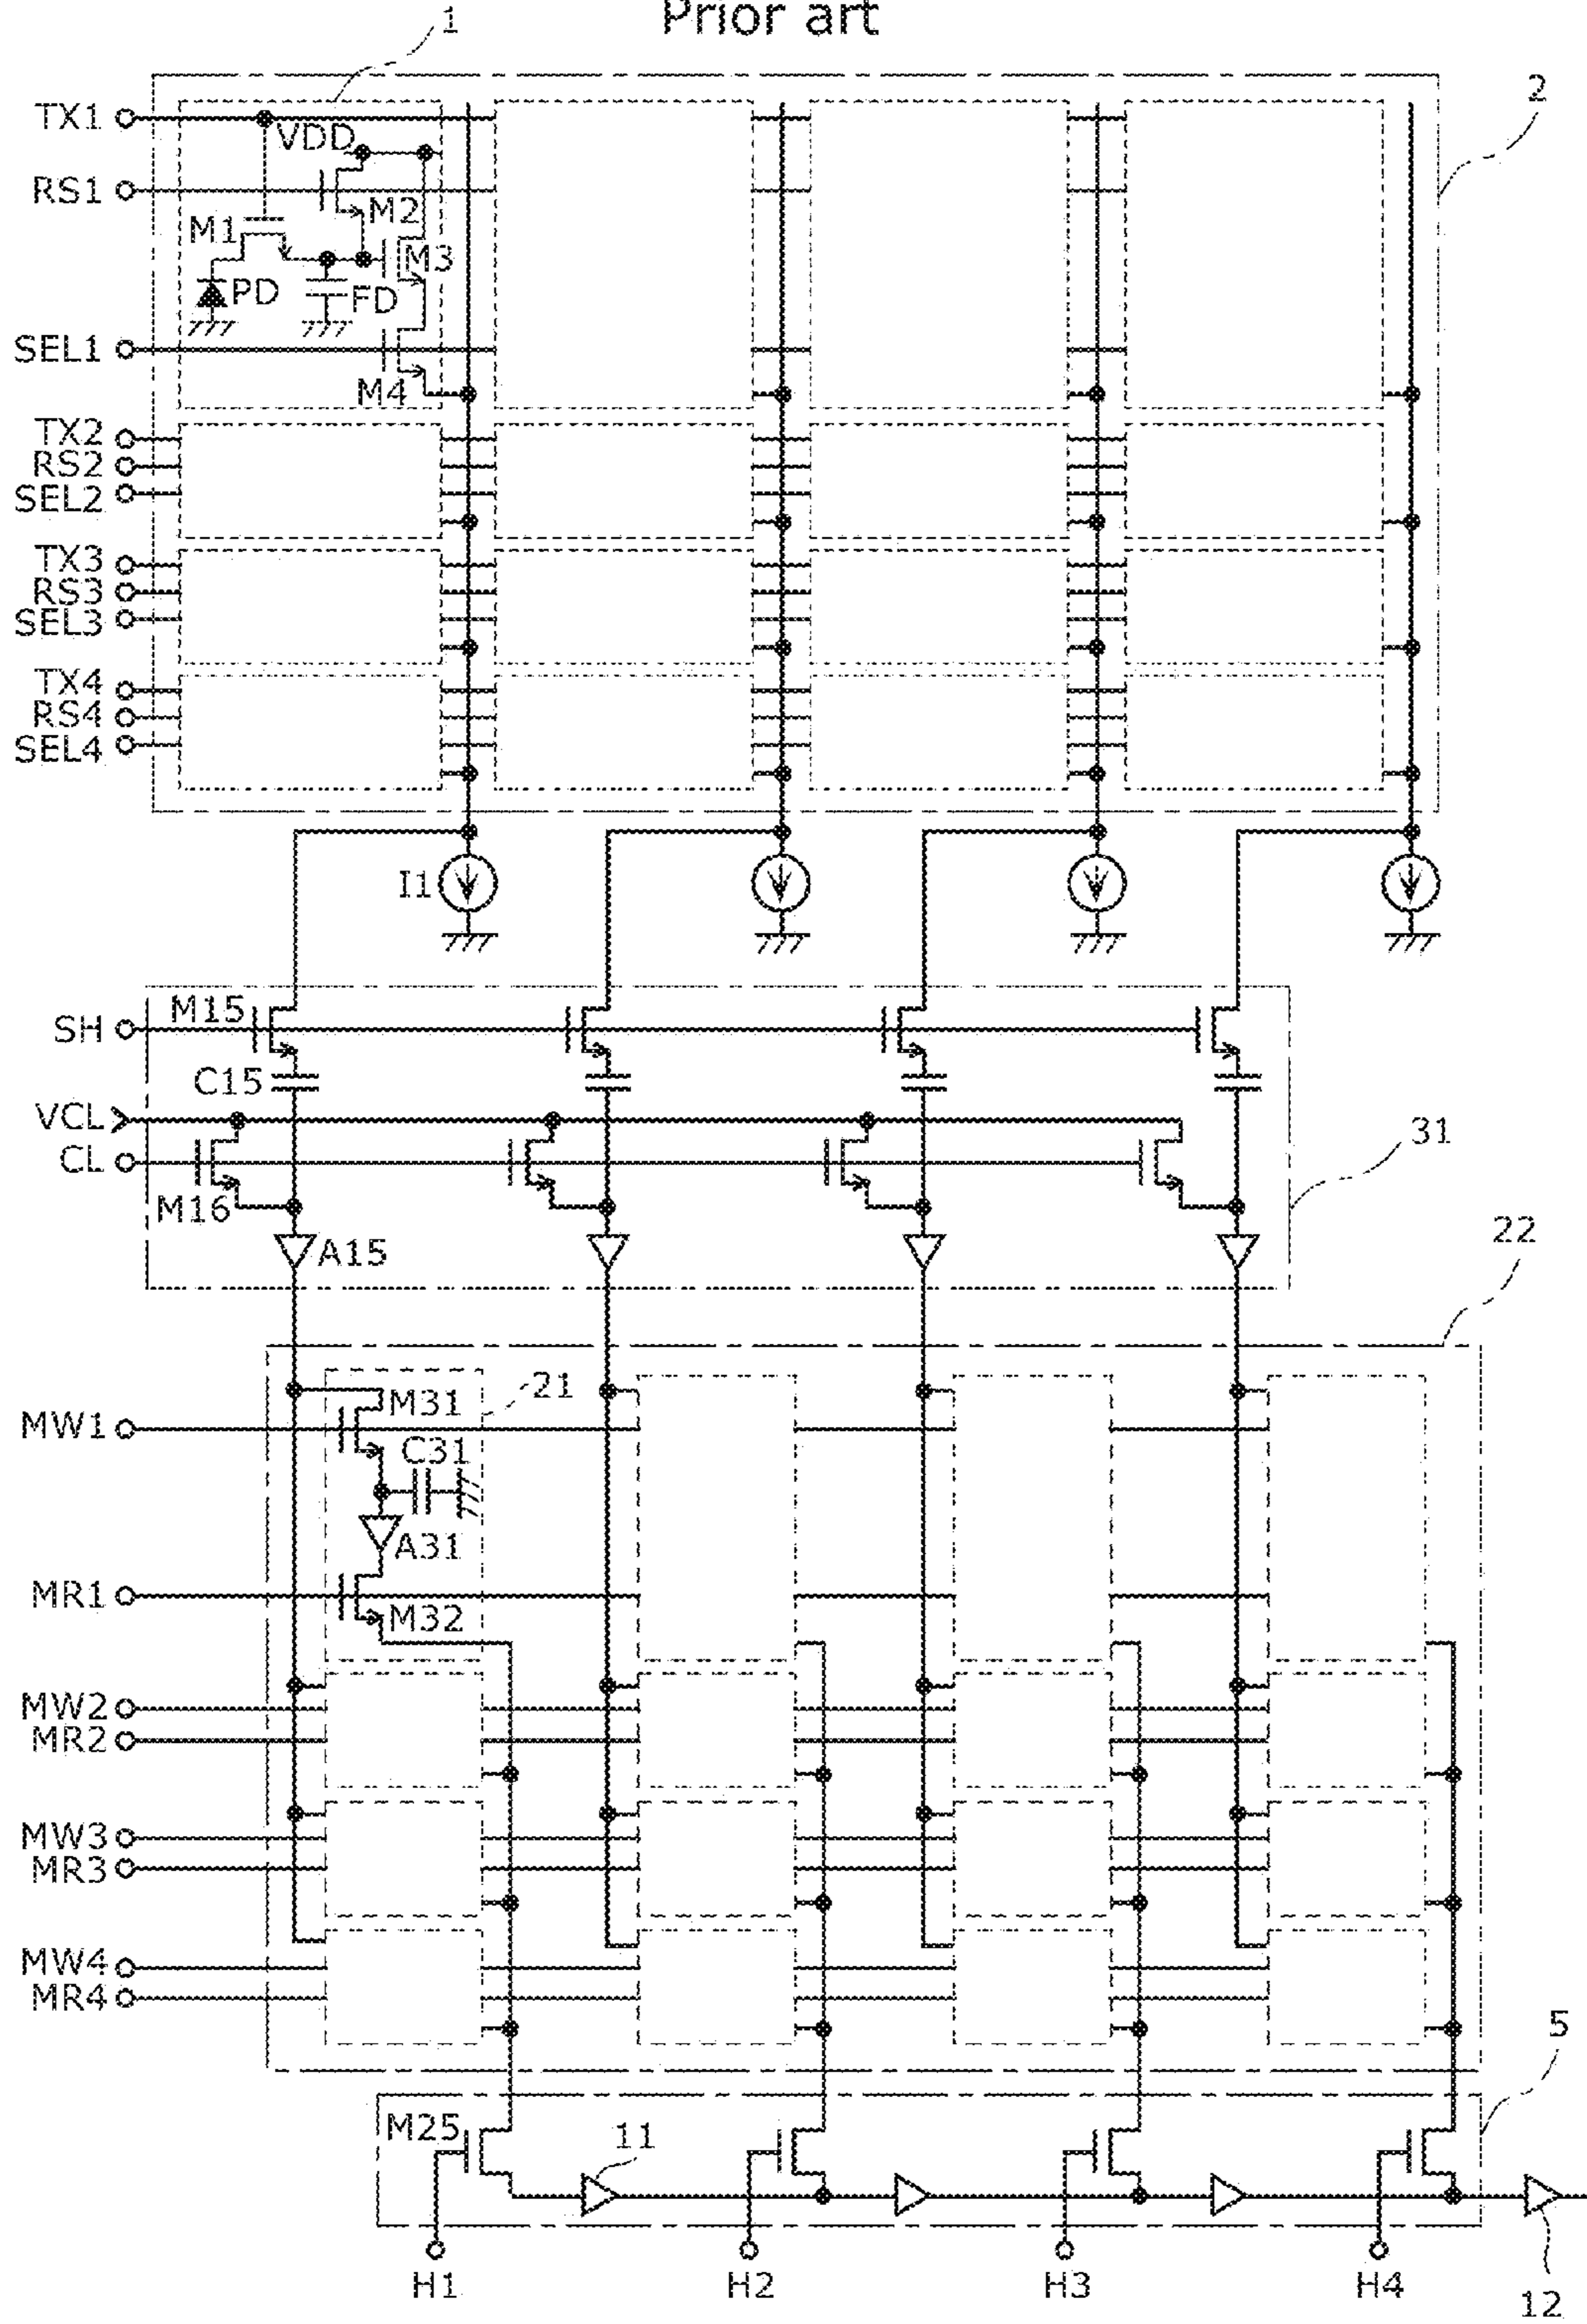 Prior art
1
2
TX1
VDD
RS1
M2
M1
M3
PD
FD
SEL1
M4
TX2
RS2
SEL2
TX3
RS3
SEL3
TX4
RS4
SEL4
I1
M15
SH
C15
VCL
CL
31
M16
A15
22
21
M31
MW1
C31
A31
MR1
M32
MW2
MR2
MW3
MR3
MW4
MR4
5
M25
11
H1
H2
H3
H4
12